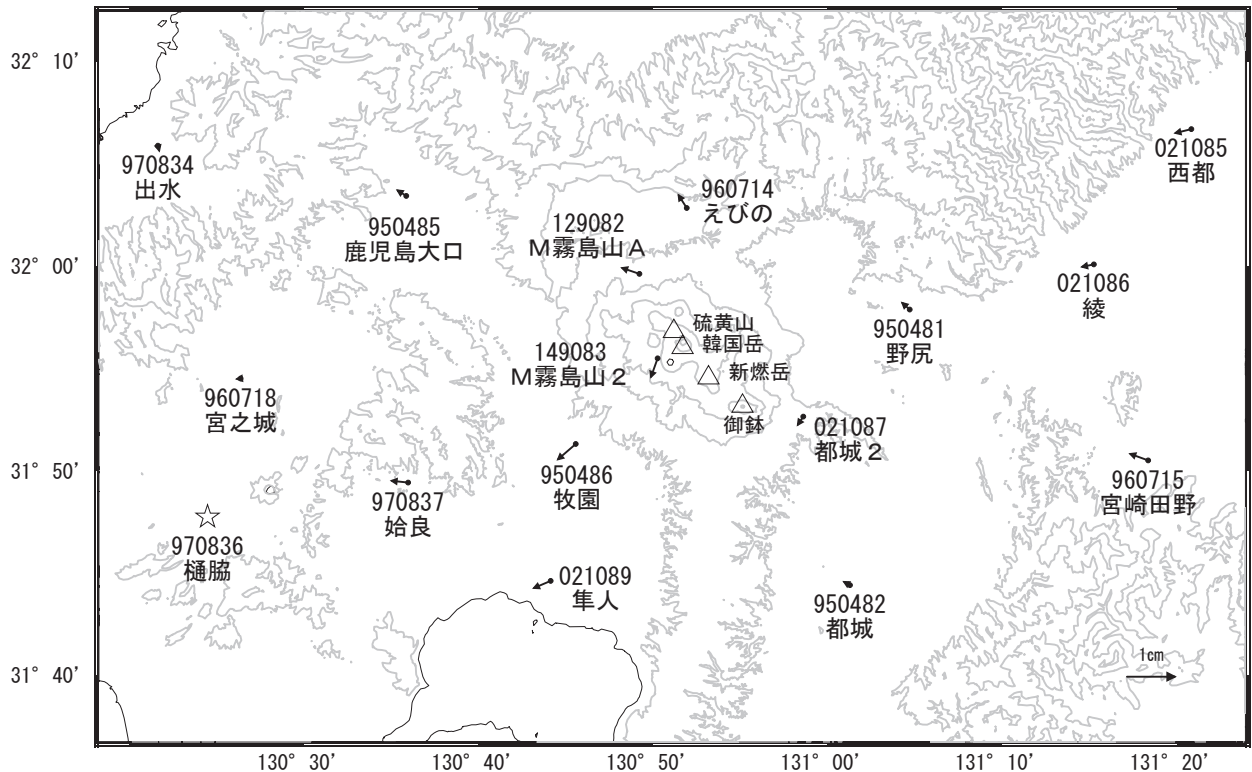 32° 10′
970834
出水
021085
西都
950485
鹿児島大口
960714
えびの
129082
M霧島山A
32° 00′
021086
綾
950481
野尻
硫黄山
韓国岳
149083
M霧島山2
新燃岳
960718
宮之城
御鉢
021087
都城2
31° 50′
950486
牧園
960715
宮崎田野
970837
姶良
970836
樋脇
021089
隼人
950482
都城
31° 40′
1cm
130° 30′
130° 40′
130° 50′
131° 00′
131° 10′
131° 20′